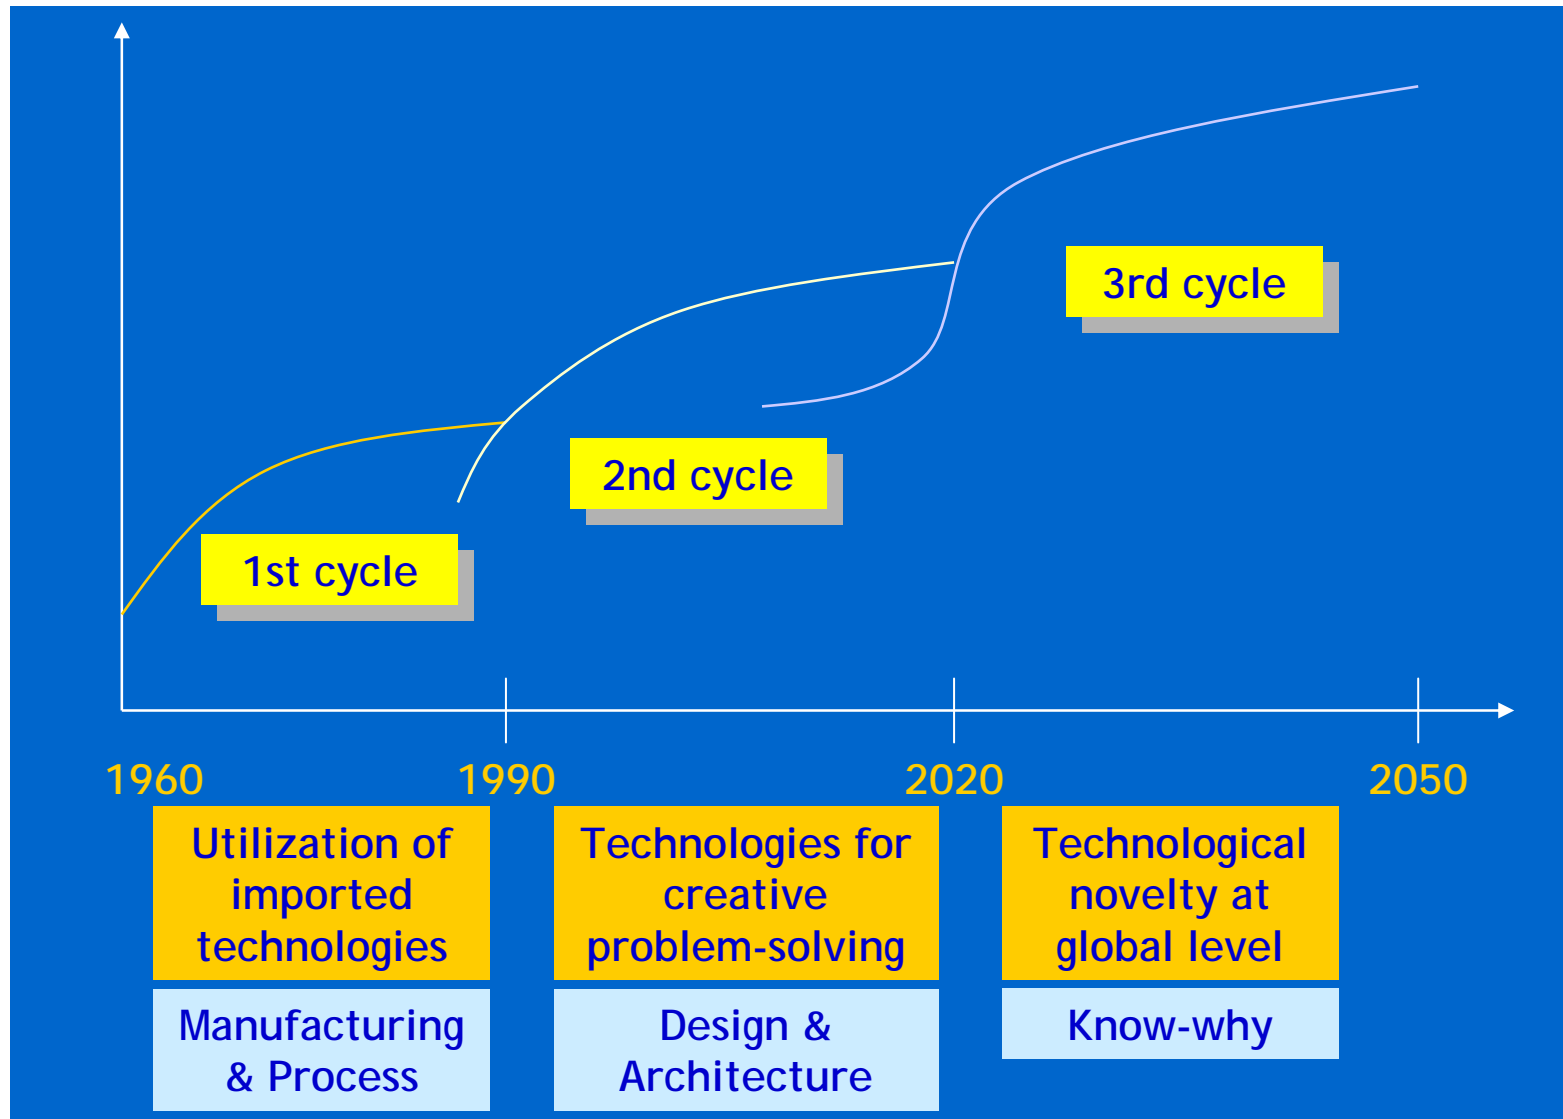 3rd cycle
2nd cycle
1st cycle
1960 1990 2020 2050
Utilization of
imported
technologies
Technologies for
creative
problem-solving
Technological
novelty at
global level
Manufacturing
& Process
Design &
Architecture
Know-why